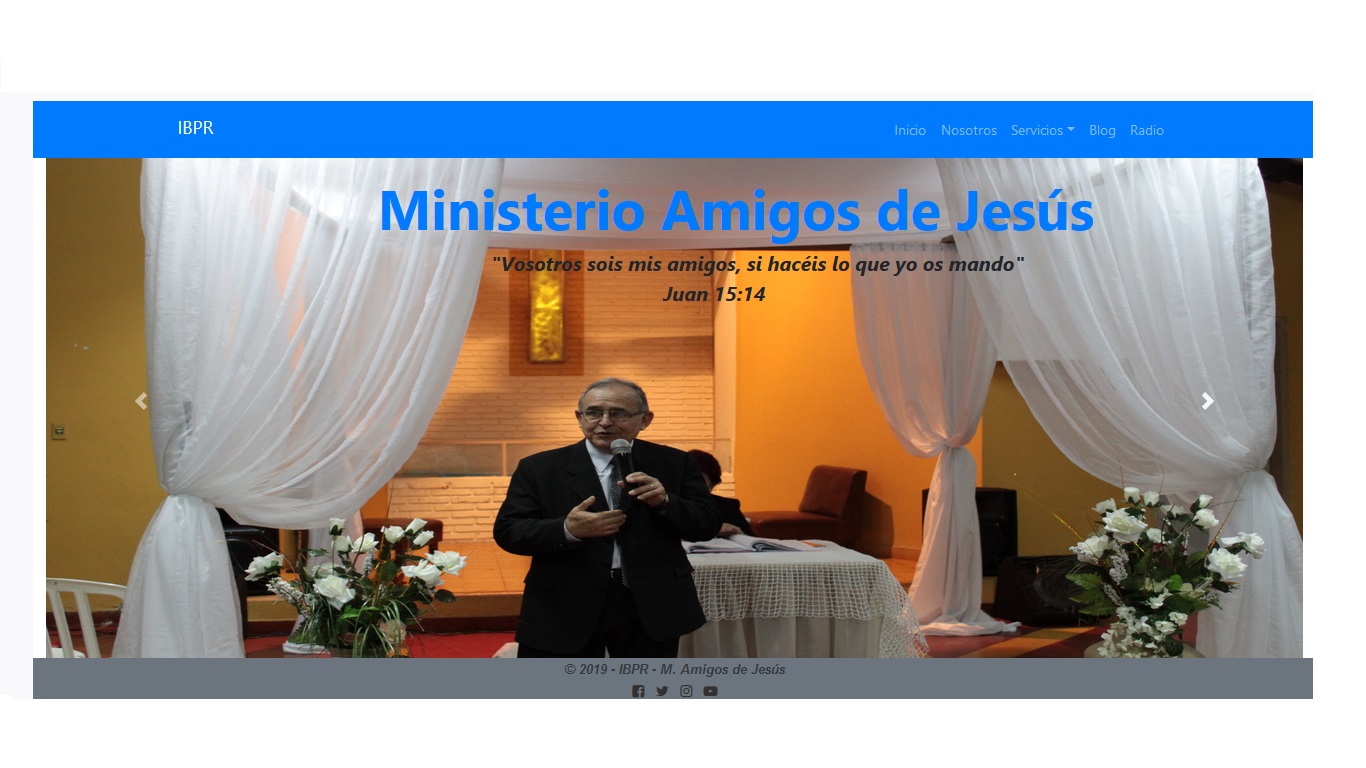 IBPR
Inicio Nosotros Servicios Blog Radio
Ministerio Amigos de Jesús
"Vosotros sois mis amigos, si hacéis lo que yo os mando"
Juan 15:14
© 2019 - IBPR - M. Amigos de Jesús